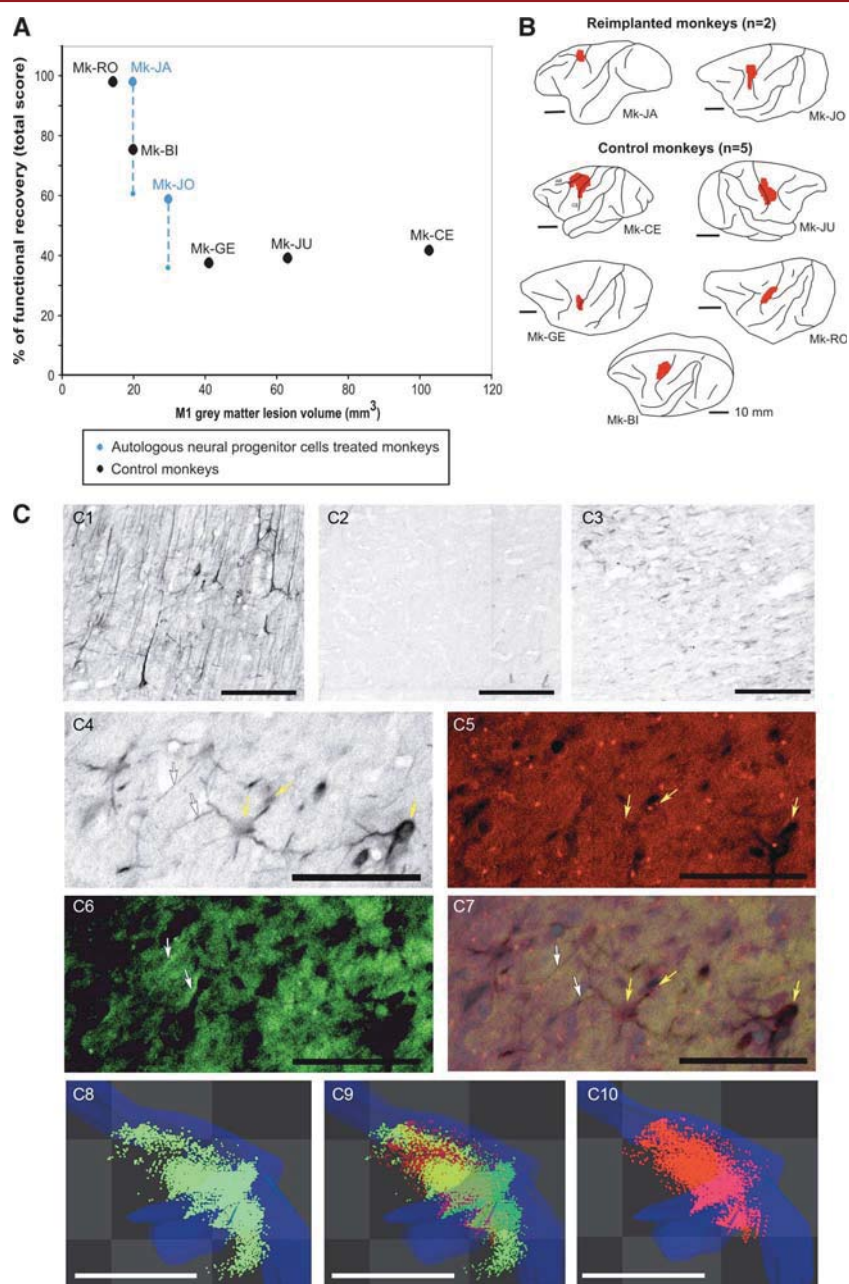 A
% of functional recovery (total score)
100
80
60
40
20
0
Mk-RO
Mk-JA
Mk-BI
Mk-JO
Mk-GE
Mk-JU
Mk-CE
0 20 40 60 80 100 120
M1 grey matter lesion volume (mm3)
Autologous neural progenitor cells treated monkeys
Control monkeys
B
Reimplanted monkeys (n=2)
Mk-JA
Mk-JO
Control monkeys (n=5)
Mk-CE
Mk-JU
Mk-GE
Mk-RO
Mk-BI
10 mm
C
C1
C2
C3
C4
C5
C6
C7
C8
C9
C10